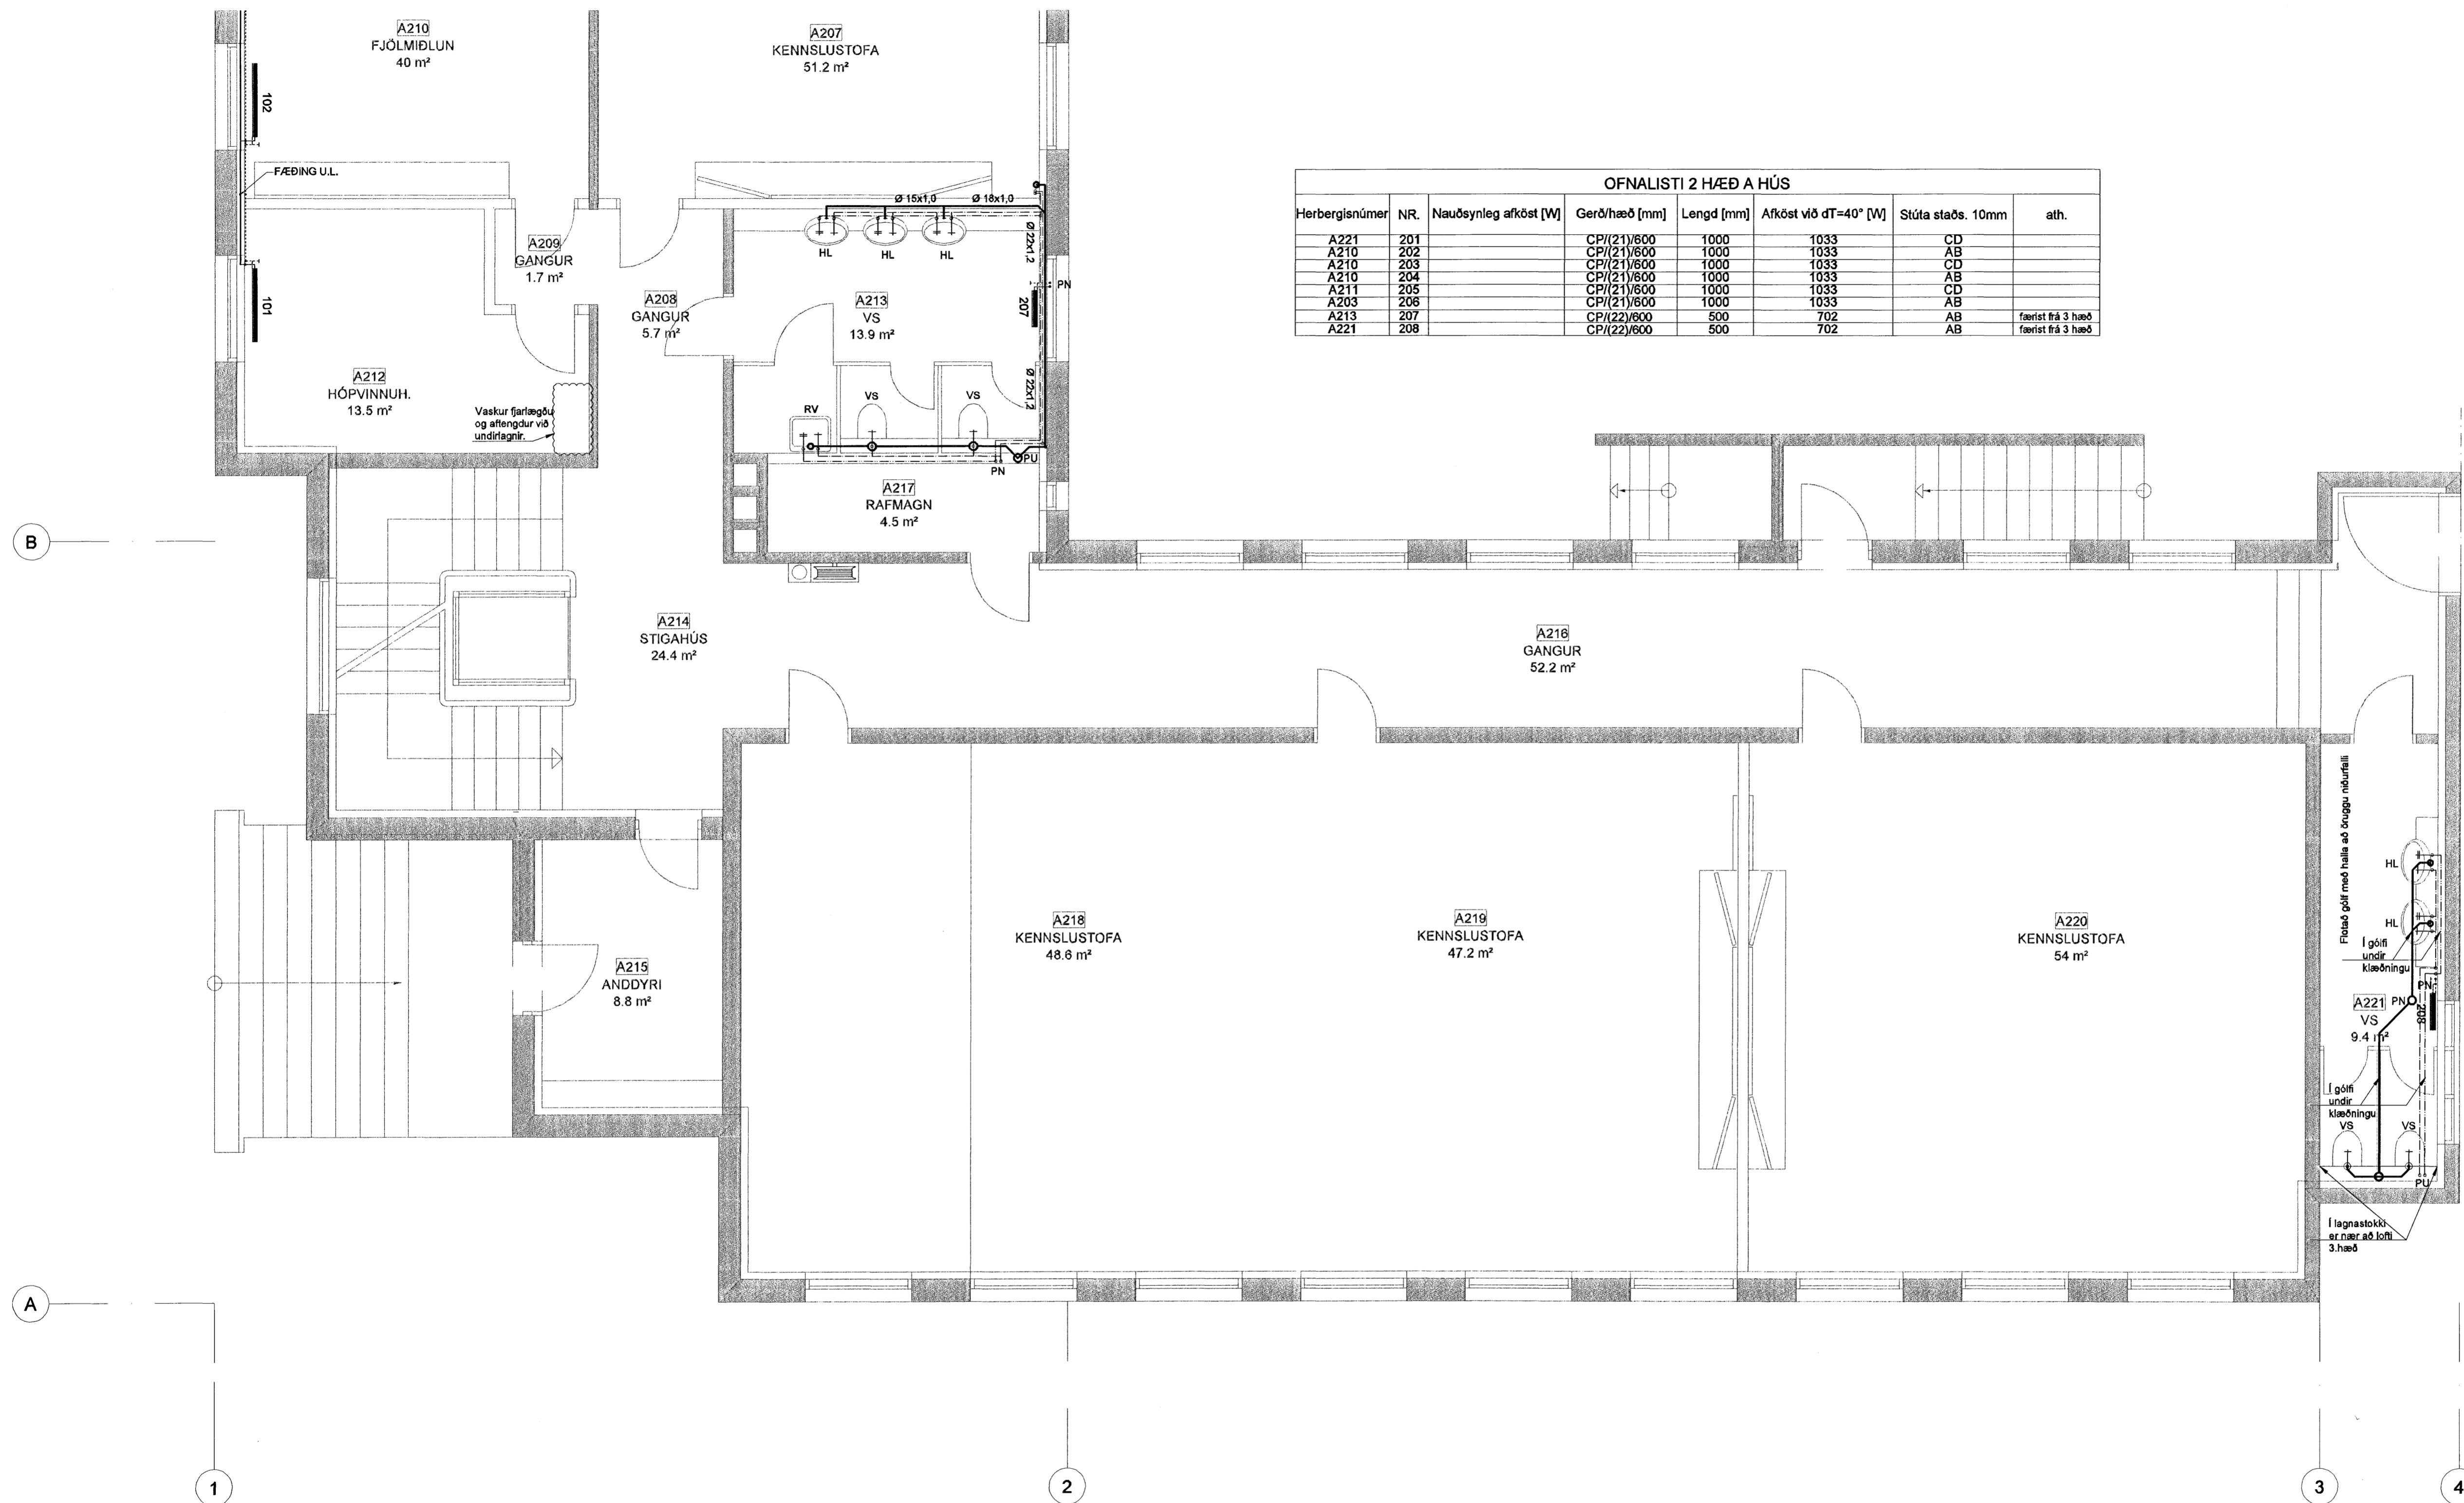 A210
FJÖLMIÐLUN
40 m²
A207
KENNSLUSTOFA
51.2 m²
102
FÆÐING U.L.
101
A209
GANGUR
1.7 m²
A208
GANGUR
5.7 m²
A212
HÓPVINNUH.
13.5 m²
Vaskur fjarlægðu
og aftengdur við
undirlagnir.
Ø 15x1,0
Ø 18x1,0
Ø 22x1,2
HL
HL
HL
PN
207
A213
VS
13.9 m²
Ø 22x1,2
RV
VS
VS
PN
PU
A217
RAFMAGN
4.5 m²
OFNALISTI 2 HÆÐ A HÚS
Herbergisnúmer NR. Nauðsynleg afköst [W] Gerð/hæð [mm] Lengd [mm] Afköst við dT=40° [W] Stúta staðs. 10mm ath.
A221 201 CP/(21)/600 1000 1033 CD
A210 202 CP/(21)/600 1000 1033 AB
A210 203 CP/(21)/600 1000 1033 CD
A210 204 CP/(21)/600 1000 1033 AB
A211 205 CP/(21)/600 1000 1033 CD
A203 206 CP/(21)/600 1000 1033 AB
A213 207 CP/(22)/600 500 702 AB færist frá 3 hæð
A221 208 CP/(22)/600 500 702 AB færist frá 3 hæð
B
A214
STIGAHÚS
24.4 m²
A216
GANGUR
52.2 m²
A215
ANDDYRI
8.8 m²
A218
KENNSLUSTOFA
48.6 m²
A219
KENNSLUSTOFA
47.2 m²
A220
KENNSLUSTOFA
54 m²
Flotað gólf með halla að öruggu niðurfalli
HL
HL
Í gólfi
undir
klæðningu
PN
A221
VS
9.4 m²
PN
208
Í gólfi
undir
klæðningu
VS
VS
PU
Í lagnastokki
er nær að lofti
3.hæð
A
1
2
3
4